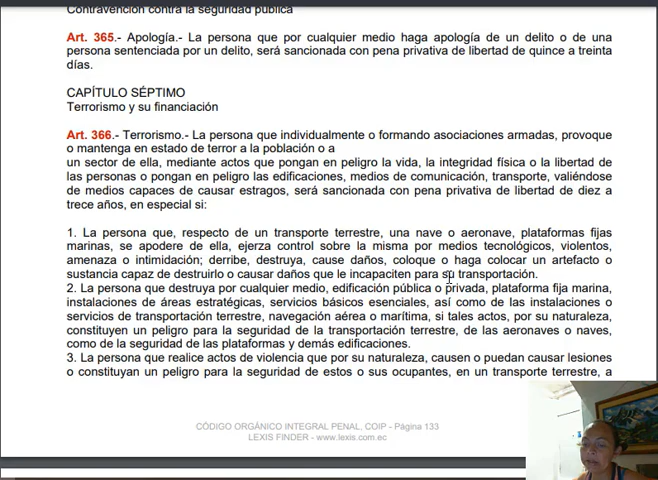 Contravención contra la seguridad pública
Art. 365.- Apología.- La persona que por cualquier medio haga apología de un delito o de una
persona sentenciada por un delito, será sancionada con pena privativa de libertad de quince a treinta
días.
CAPÍTULO SÉPTIMO
Terrorismo y su financiación
Art. 366.- Terrorismo.- La persona que individualmente o formando asociaciones armadas, provoque
o mantenga en estado de terror a la población o a
un sector de ella, mediante actos que pongan en peligro la vida, la integridad física o la libertad de
las personas o pongan en peligro las edificaciones, medios de comunicación, transporte, valiéndose
de medios capaces de causar estragos, será sancionada con pena privativa de libertad de diez a
trece años, en especial si:
1. La persona que, respecto de un transporte terrestre, una nave o aeronave, plataformas fijas
marinas, se apodere de ella, ejerza control sobre la misma por medios tecnológicos, violentos,
amenaza o intimidación; derribe, destruya, cause daños, coloque o haga colocar un artefacto o
sustancia capaz de destruirlo o causar daños que le incapaciten para su transportación.
2. La persona que destruya por cualquier medio, edificación pública o privada, plataforma fija marina,
instalaciones de áreas estratégicas, servicios básicos esenciales, así como de las instalaciones o
servicios de transportación terrestre, navegación aérea o marítima, si tales actos, por su naturaleza,
constituyen un peligro para la seguridad de la transportación terrestre, de las aeronaves o naves,
como de la seguridad de las plataformas y demás edificaciones.
3. La persona que realice actos de violencia que por su naturaleza, causen o puedan causar lesiones
o constituyan un peligro para la seguridad de estos o sus ocupantes, en un transporte terrestre, a
CÓDIGO ORGÁNICO INTEGRAL PENAL, COIP - Página 133
LEXIS FINDER - www.lexis.com.ec